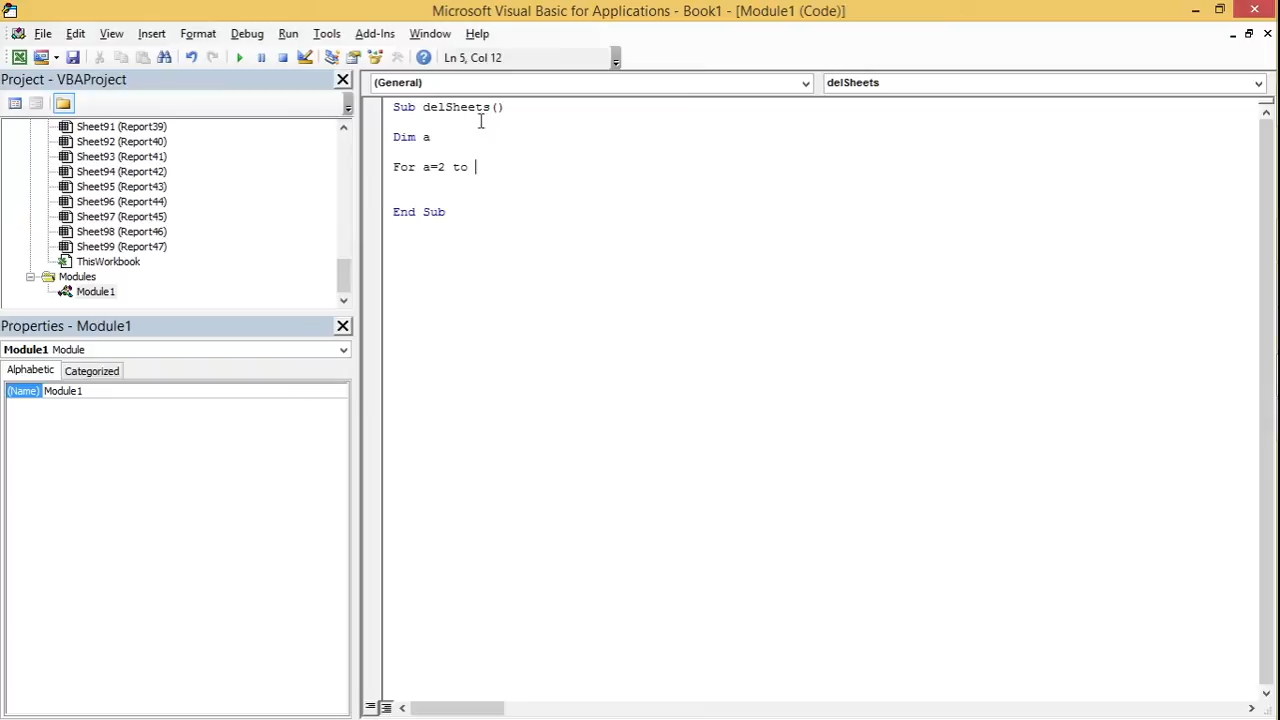 Microsoft Visual Basic for Applications - Book1 - [Module1 (Code)]
File Edit View Insert Format Debug Run Tools Add-Ins Window Help
Ln 5, Col 12
Project - VBAProject
(General) delSheets
Sheet91 (Report39)
Sheet92 (Report40)
Sheet93 (Report41)
Sheet94 (Report42)
Sheet95 (Report43)
Sheet96 (Report44)
Sheet97 (Report45)
Sheet98 (Report46)
Sheet99 (Report47)
ThisWorkbook
Modules
Module1
Properties - Module1
Module1 Module
Alphabetic Categorized
(Name) Module1
Sub delSheets()
Dim a
For a=2 to
End Sub